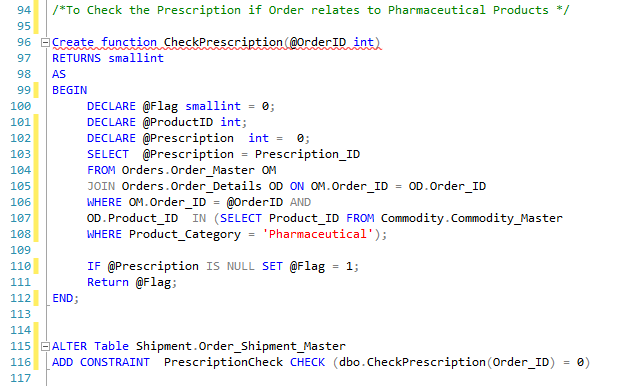 94 /*To Check the Prescription if Order relates to Pharmaceutical Products */
95
96 Create function CheckPrescription(@OrderID int)
97 RETURNS smallint
98 AS
99 BEGIN
100 DECLARE @Flag smallint = 0;
101 DECLARE @ProductID int;
102 DECLARE @Prescription  int =  0;
103 SELECT  @Prescription = Prescription_ID
104 FROM Orders.Order_Master OM
105 JOIN Orders.Order_Details OD ON OM.Order_ID = OD.Order_ID
106 WHERE OM.Order_ID = @OrderID AND
107 OD.Product_ID  IN (SELECT Product_ID FROM Commodity.Commodity_Master
108 WHERE Product_Category = 'Pharmaceutical');
109
110 IF @Prescription IS NULL SET @Flag = 1;
111 Return @Flag;
112 END;
113
114
115 ALTER Table Shipment.Order_Shipment_Master
116 ADD CONSTRAINT  PrescriptionCheck CHECK (dbo.CheckPrescription(Order_ID) = 0)
117